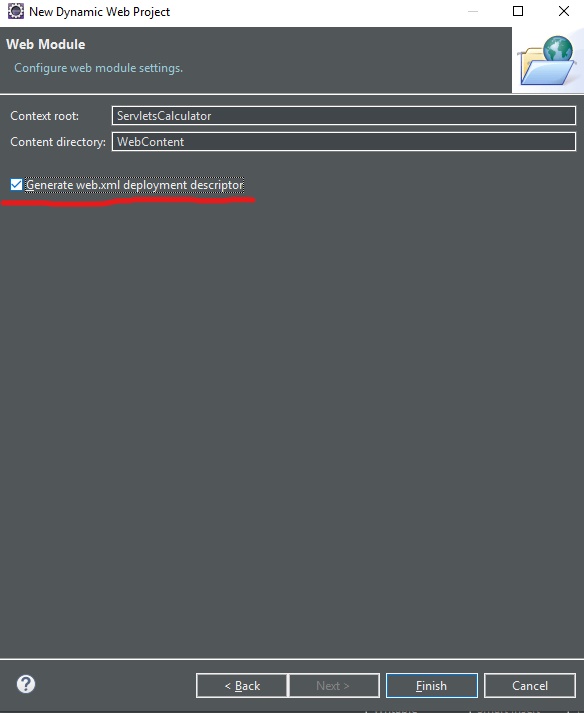 New Dynamic Web Project
Web Module
Configure web module settings.
Context root: ServletsCalculator
Content directory: WebContent
Generate web.xml deployment descriptor
?
< Back Next > Finish Cancel